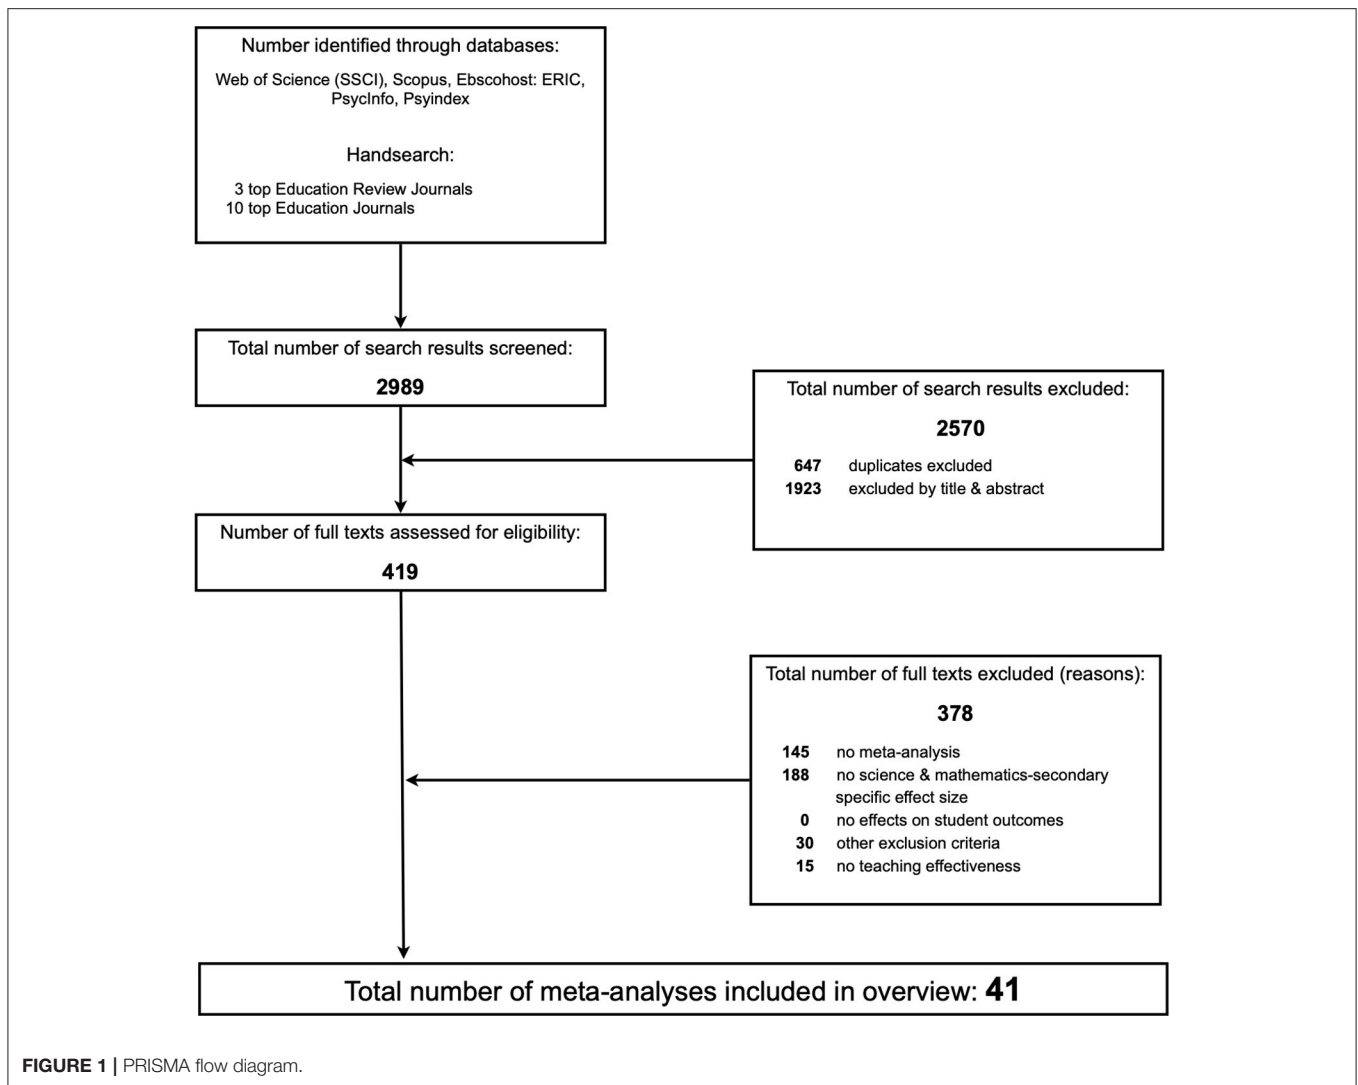 Number identified through databases:
Web of Science (SSCI), Scopus, Ebscohost: ERIC,
PsycInfo, Psyindex
Handsearch:
3 top Education Review Journals
10 top Education Journals
Total number of search results screened:
2989
Total number of search results excluded:
2570
647 duplicates excluded
1923 excluded by title & abstract
Number of full texts assessed for eligibility:
419
Total number of full texts excluded (reasons):
378
145 no meta-analysis
188 no science & mathematics-secondary
specific effect size
0 no effects on student outcomes
30 other exclusion criteria
15 no teaching effectiveness
Total number of meta-analyses included in overview: 41
FIGURE 1 | PRISMA flow diagram.